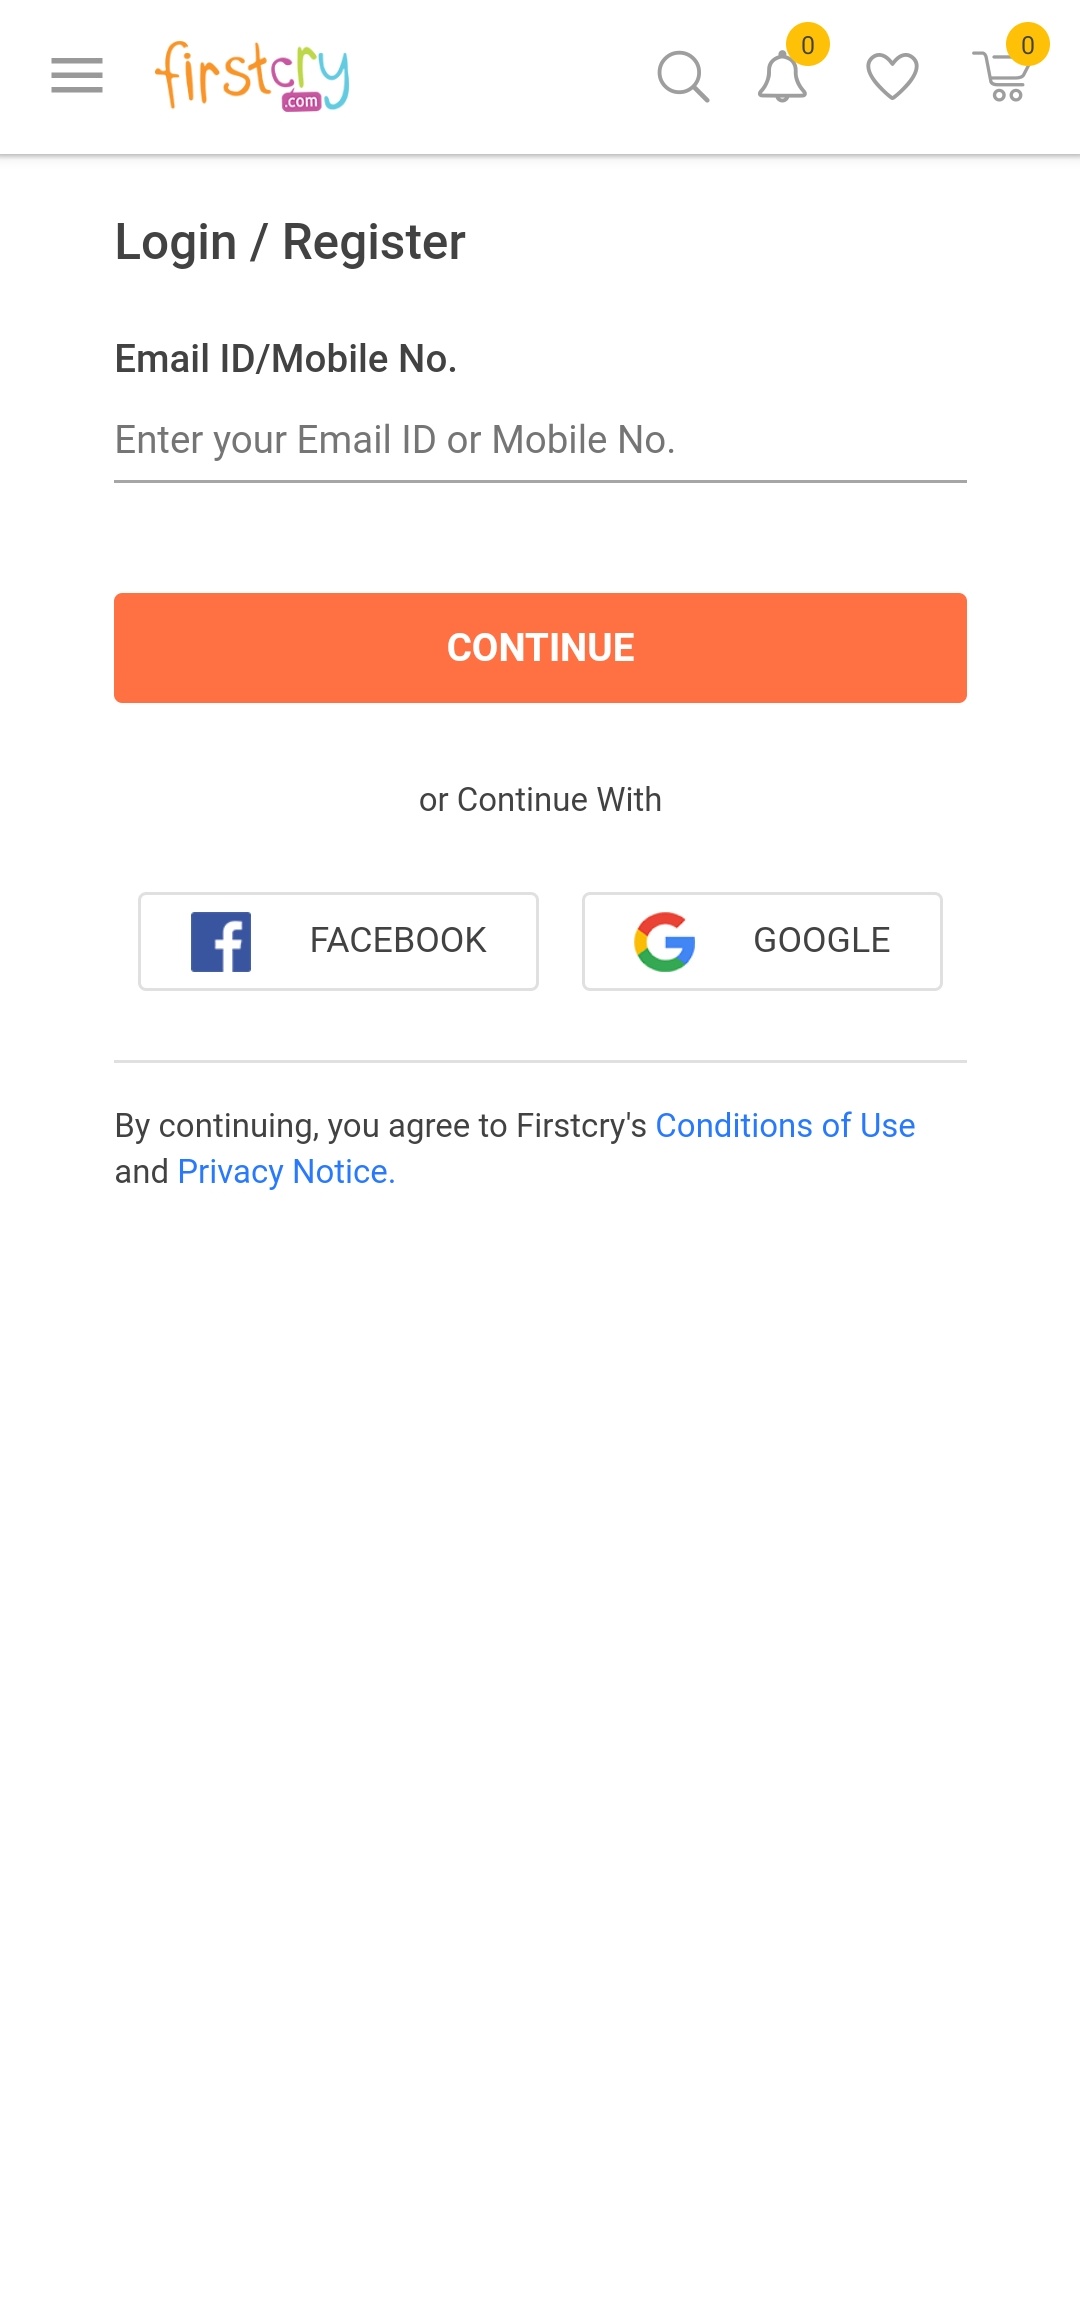 firstcry
.com
0
0
Login / Register
Email ID/Mobile No.
Enter your Email ID or Mobile No.
CONTINUE
or Continue With
FACEBOOK
GOOGLE
By continuing, you agree to Firstcry's Conditions of Use
and Privacy Notice.